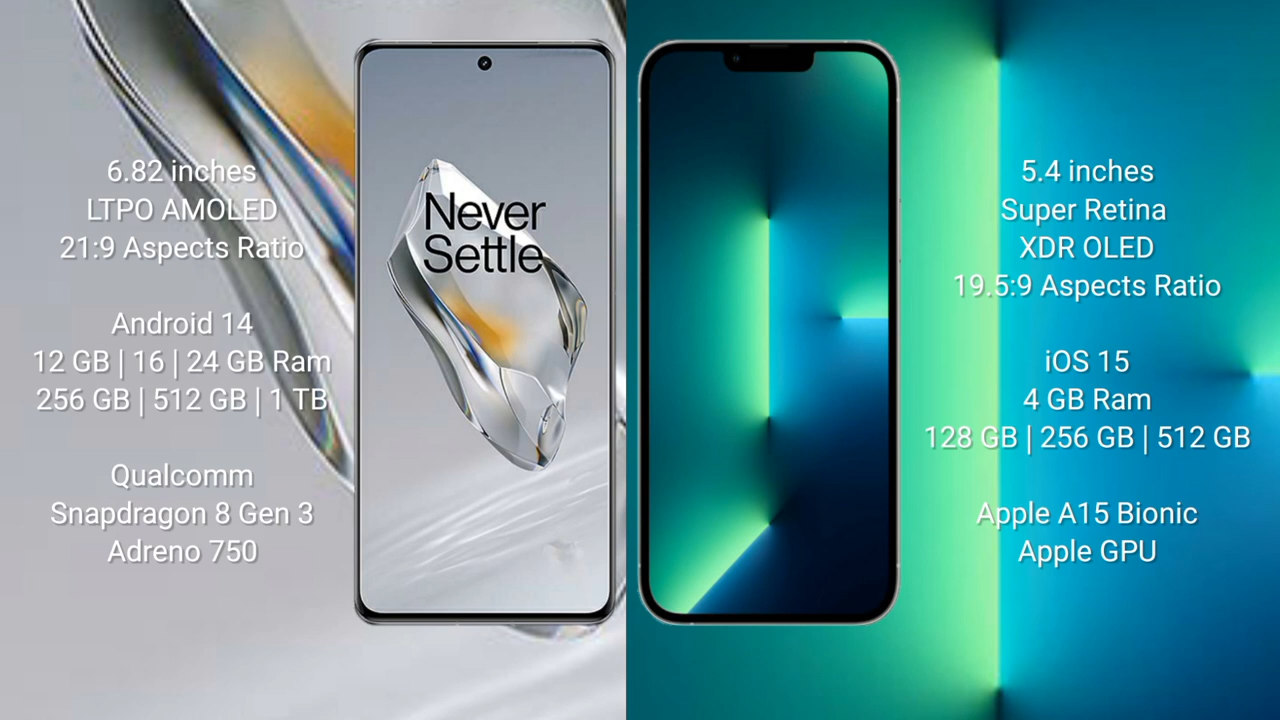 6.82 inches
LTPO AMOLED
21:9 Aspects Ratio
Android 14
12 GB | 16 | 24 GB Ram
256 GB | 512 GB | 1 TB
Qualcomm
Snapdragon 8 Gen 3
Adreno 750
Never
Settle
5.4 inches
Super Retina
XDR OLED
19.5:9 Aspects Ratio
iOS 15
4 GB Ram
128 GB | 256 GB | 512 GB
Apple A15 Bionic
Apple GPU